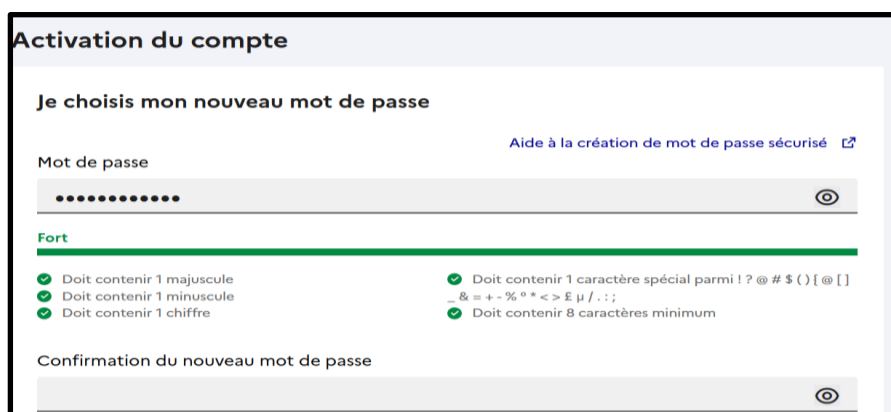 Activation du compte
Je choisis mon nouveau mot de passe
Aide à la création de mot de passe sécurisé
Mot de passe
••••••••••••
Fort
Doit contenir 1 majuscule
Doit contenir 1 minuscule
Doit contenir 1 chiffre
Doit contenir 1 caractère spécial parmi ! ? @ # $ ( ) { @ [ ]
_ & = + - % ° * < > £ µ / . : ;
Doit contenir 8 caractères minimum
Confirmation du nouveau mot de passe